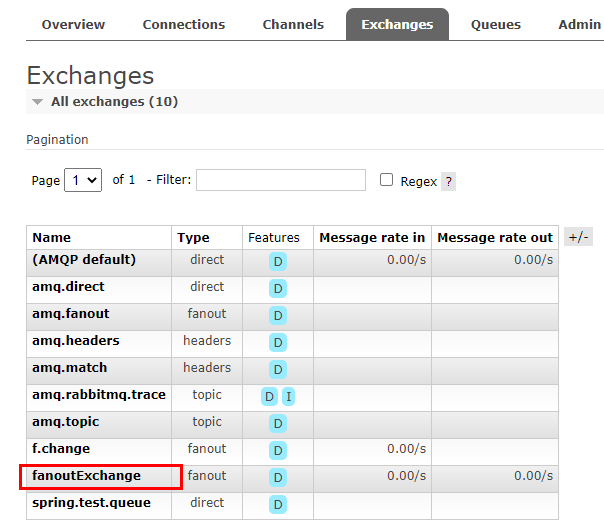 Overview Connections Channels Exchanges Queues Admin
Exchanges
All exchanges (10)
Pagination
Page 1 of 1 - Filter: Regex ?
Name Type Features Message rate in Message rate out +/-
(AMQP default) direct D 0.00/s 0.00/s
amq.direct direct D
amq.fanout fanout D
amq.headers headers D
amq.match headers D
amq.rabbitmq.trace topic D I
amq.topic topic D
f.change fanout D 0.00/s
fanoutExchange fanout D 0.00/s 0.00/s
spring.test.queue direct D